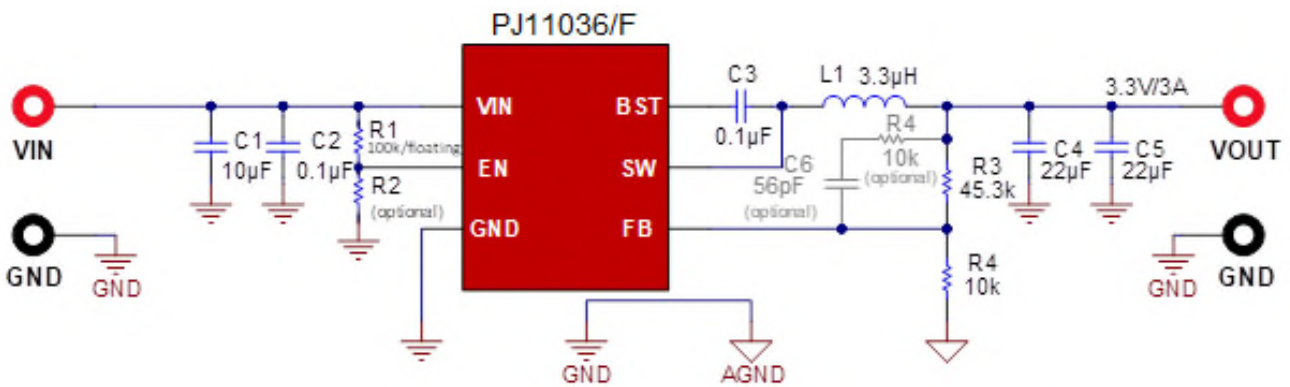 PJ11036/F
VIN
C1
10μF
C2
0.1μF
R1
100k/floating
R2
(optional)
VIN
EN
GND
BST
SW
FB
C3
0.1μF
L1 3.3μH
R4
10k
(optional)
C6
56pF
(optional)
R3
45.3k
R4
10k
3.3V/3A
C4
22μF
C5
22μF
VOUT
GND
GND
GND
AGND
GND
GND